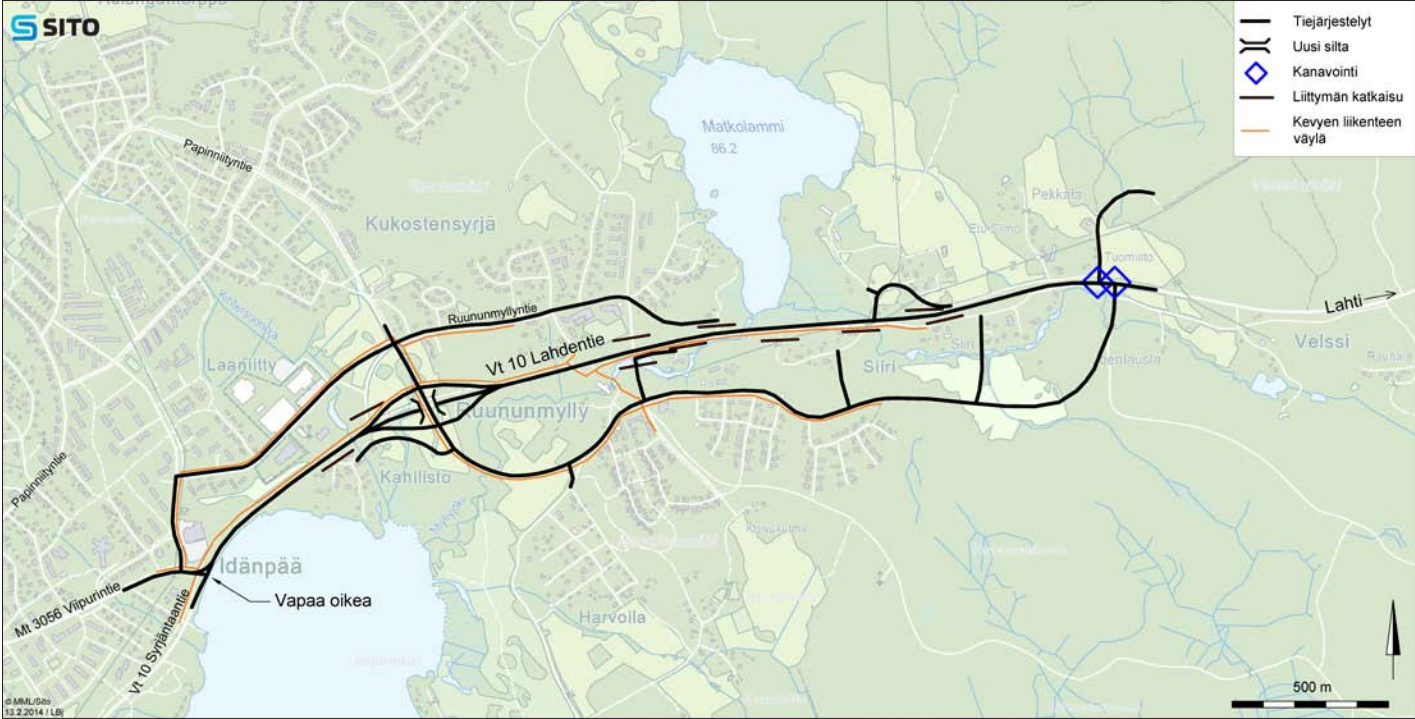 SITO
Tiejärjestelyt
Uusi silta
Kanavointi
Liittymän katkaisu
Kevyen liikenteen
väylä
Matkolammi
86.2
Papinniityntie
Kukostensyrjä
Pekkala
Tuomisto
Ruununmyllyntie
Lahti
Vt 10 Lahdentie
Velssi
Laaniitty
Siiri
Siiri
Ruununmylly
Kahilisto
Papinniityntie
Idänpää
Vapaa oikea
Mt 3056 Viipurintie
Harvoila
Vt 10 Syrjäntaantie
500 m
© MML/Sito
13.2.2014 / LBj